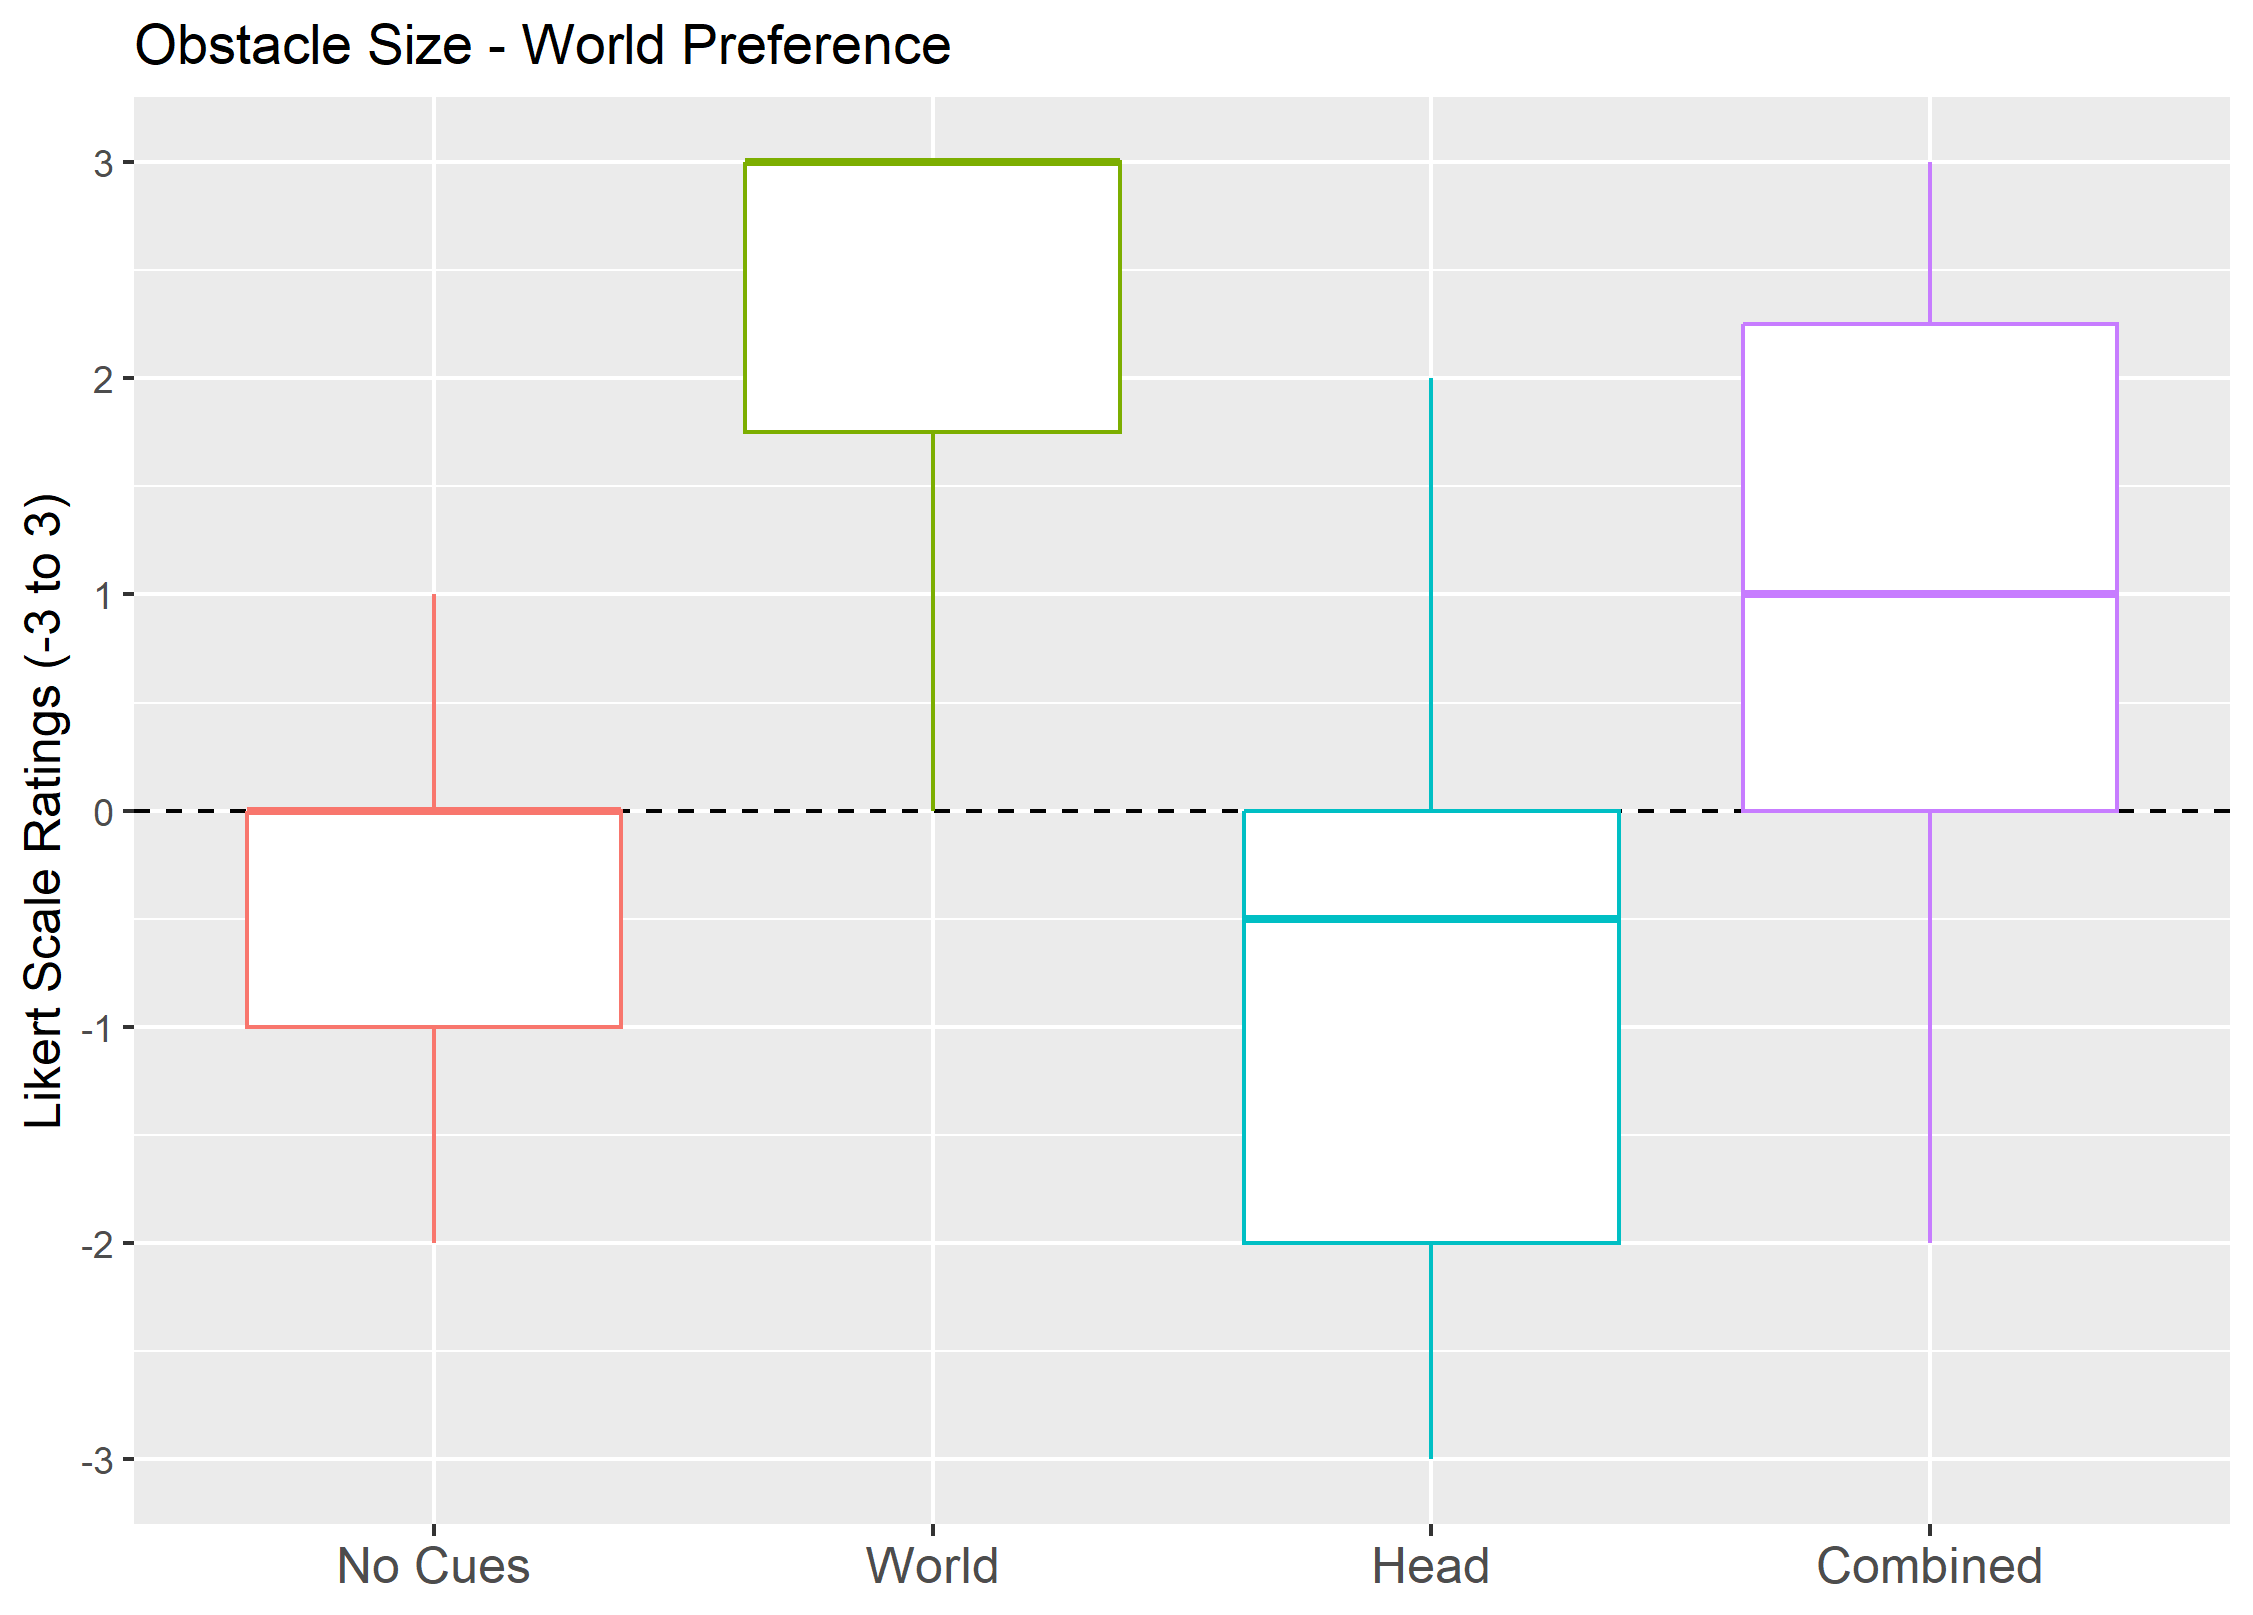 Obstacle Size - World Preference
Likert Scale Ratings (-3 to 3)
3
2
1
0
-1
-2
-3
No Cues
World
Head
Combined